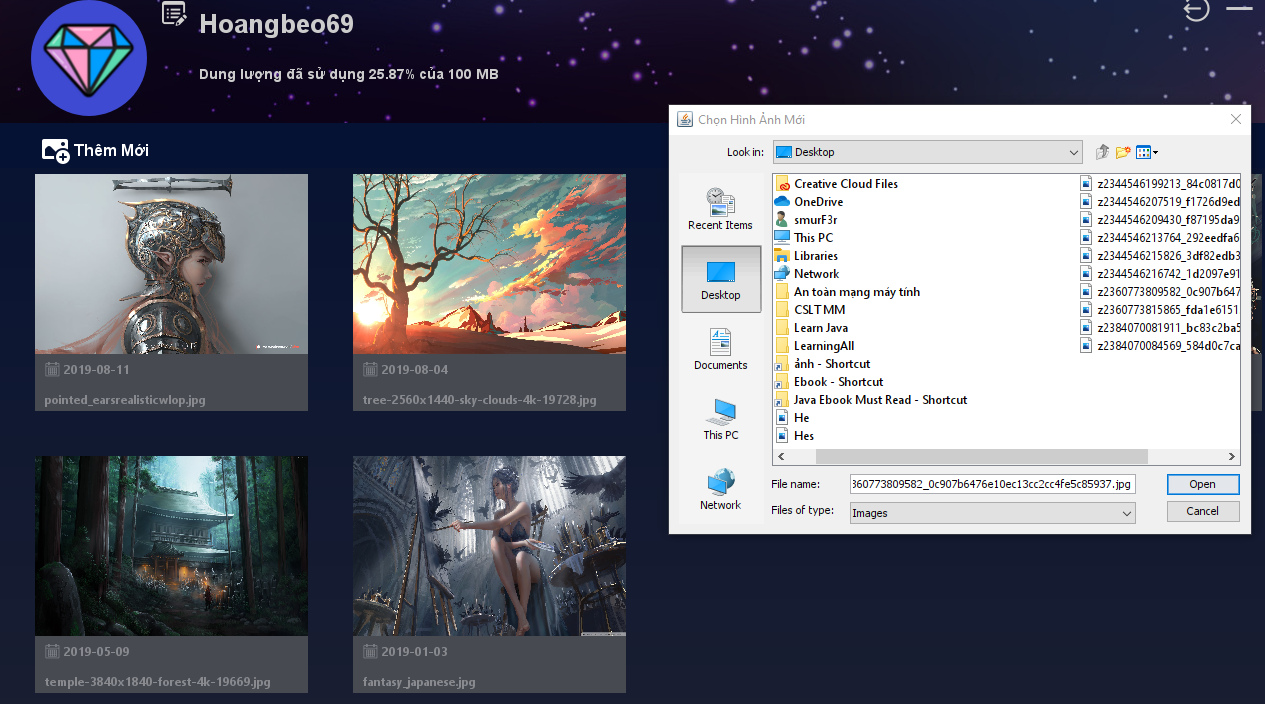 Hoangbeo69
Dung lượng đã sử dụng 25.87% của 100 MB
Thêm Mới
2019-08-11
pointed_earsrealisticwlop.jpg
2019-08-04
tree-2560x1440-sky-clouds-4k-19728.jpg
2019-05-09
temple-3840x1840-forest-4k-19669.jpg
2019-01-03
fantasy_japanese.jpg
Chọn Hình Ảnh Mới
Look in:
Desktop
Recent Items
Desktop
Documents
This PC
Network
Creative Cloud Files
OneDrive
smurF3r
This PC
Libraries
Network
An toàn mạng máy tính
CSLT MM
Learn Java
LearningAll
ảnh - Shortcut
Ebook - Shortcut
Java Ebook Must Read - Shortcut
He
Hes
z2344546199213_84c0817d0
z2344546207519_f1726d9ed
z2344546209430_f87195da9
z2344546213764_292eedfa6
z2344546215826_3df82edb3
z2344546216742_1d2097e91
z2360773809582_0c907b647
z2360773815865_fda1e6151
z2384070081911_bc83c2ba5
z2384070084569_584d0c7ca
File name:
360773809582_0c907b6476e10ec13cc2cc4fe5c85937.jpg
Open
Files of type:
Images
Cancel